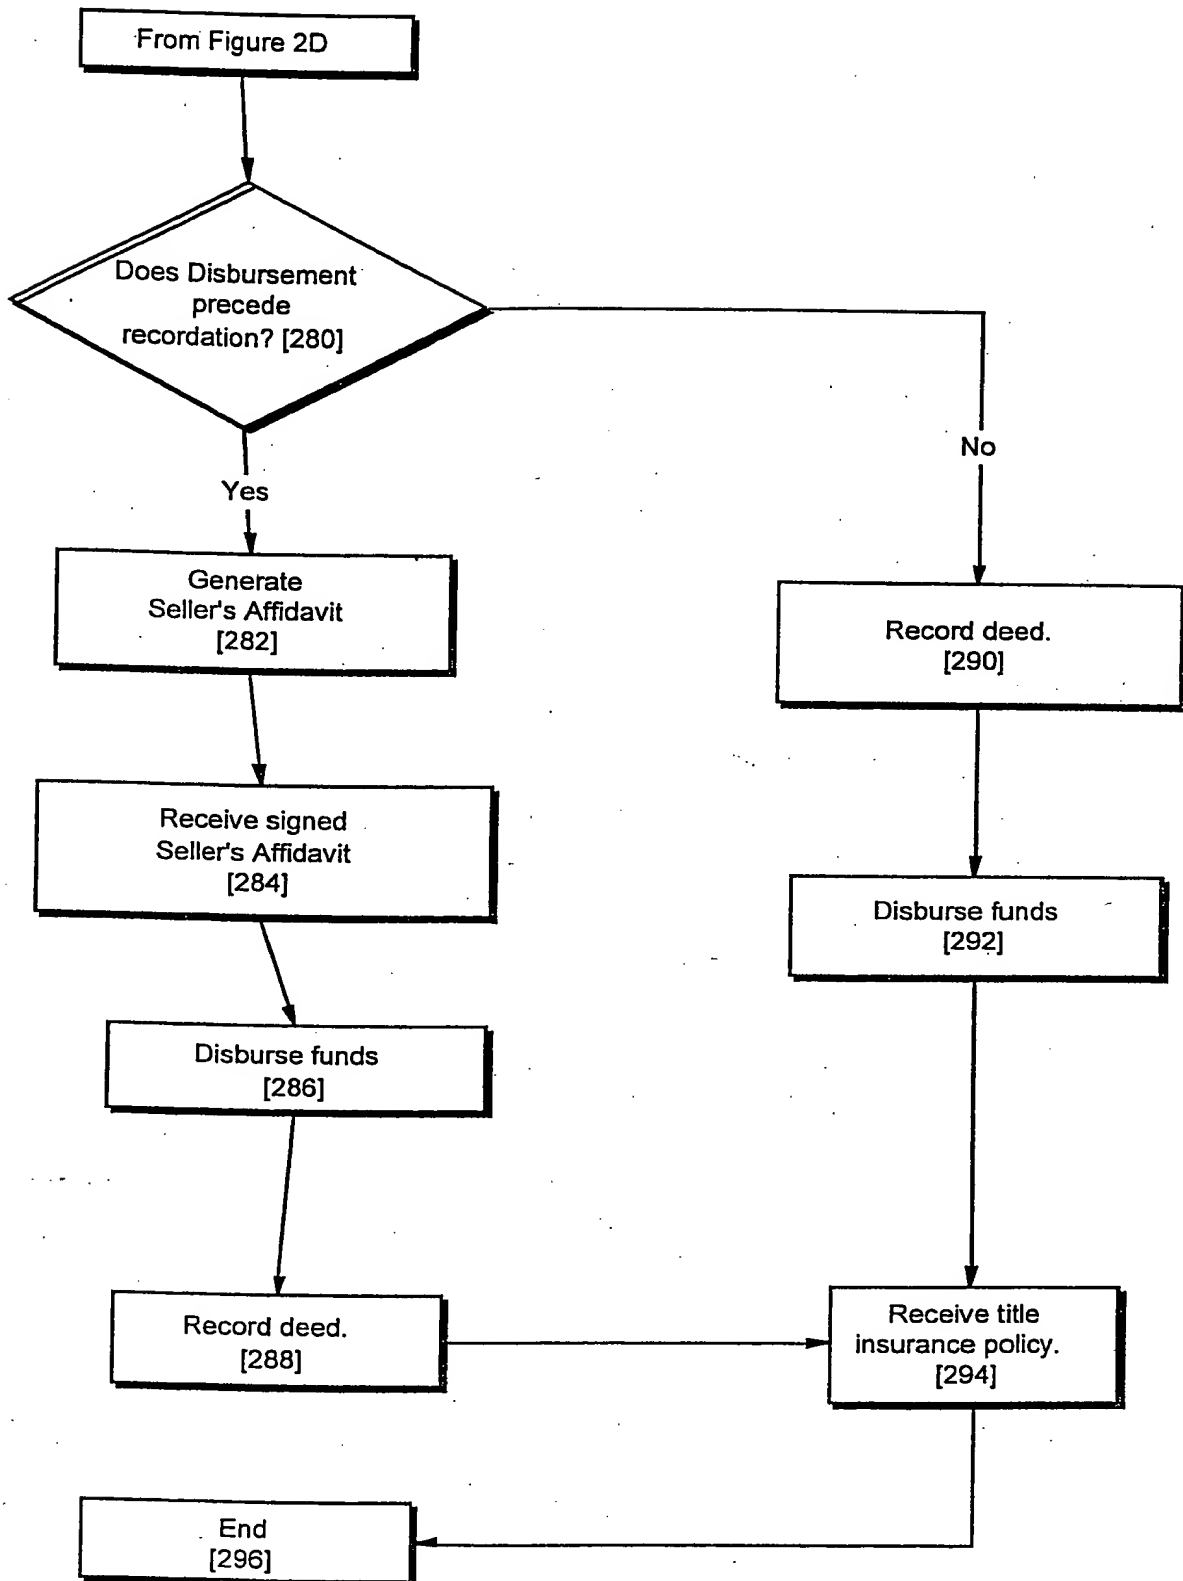 From Figure 2D
Does Disbursement
precede
recordation? [280]
No
Yes
Generate
Seller's Affidavit
[282]
Record deed.
[290]
Receive signed
Seller's Affidavit
[284]
Disburse funds
[292]
Disburse funds
[286]
Record deed.
[288]
Receive title
insurance policy.
[294]
End
[296]